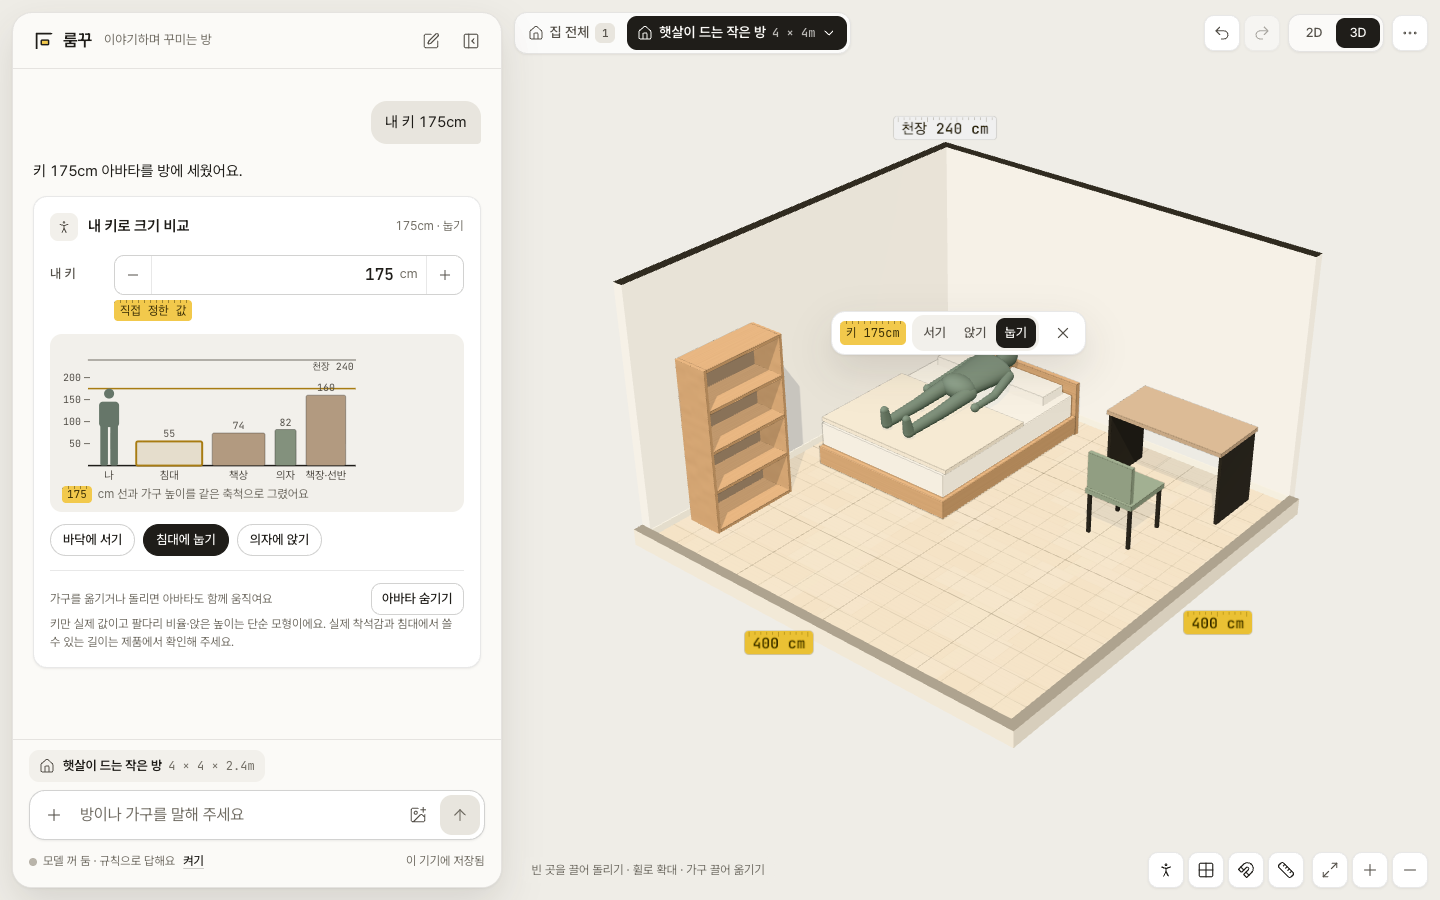 룸꾸 이야기하며 꾸미는 방
내 키 175cm
키 175cm 아바타를 방에 세웠어요.
내 키로 크기 비교 175cm · 눕기
내 키 − 175 cm +
직접 정한 값
천장 240
200
150
100
50
160
55
74
82
나 침대 책상 의자 책장·선반
175 cm 선과 가구 높이를 같은 축척으로 그렸어요
바닥에 서기 침대에 눕기 의자에 앉기
가구를 옮기거나 돌리면 아바타도 함께 움직여요 아바타 숨기기
키만 실제 값이고 팔다리 비율·앉은 높이는 단순 모형이에요. 실제 착석감과 침대에서 쓸
수 있는 길이는 제품에서 확인해 주세요.
햇살이 드는 작은 방 4 × 4 × 2.4m
방이나 가구를 말해 주세요
모델 꺼 둠 · 규칙으로 답해요 켜기 이 기기에 저장됨
집 전체 1 햇살이 드는 작은 방 4 × 4m
2D 3D
천장 240 cm
키 175cm 서기 앉기 눕기
400 cm
400 cm
빈 곳을 끌어 돌리기 · 휠로 확대 · 가구 끌어 옮기기